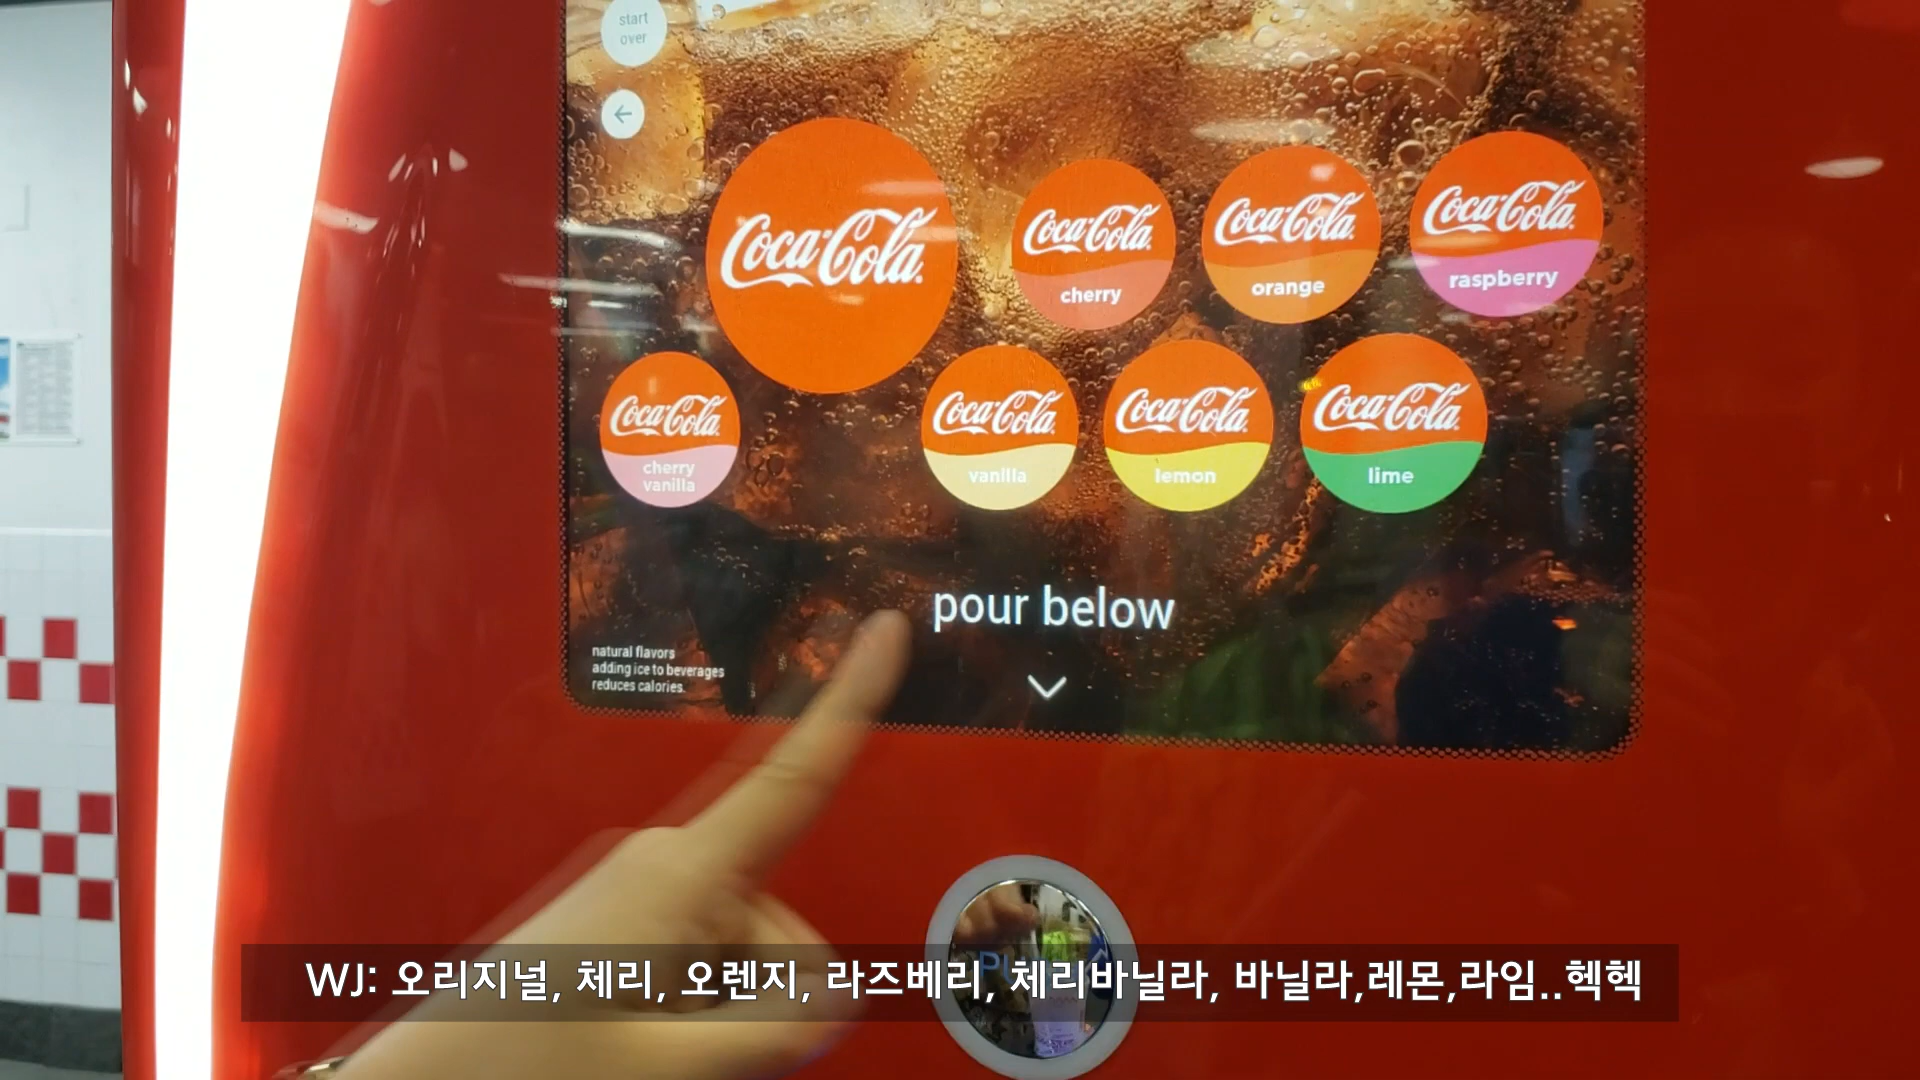 start
over
Coca-Cola
Coca-Cola
cherry
Coca-Cola
orange
Coca-Cola
raspberry
Coca-Cola
cherry
vanilla
Coca-Cola
vanilla
Coca-Cola
lemon
Coca-Cola
lime
pour below
natural flavors
adding ice to beverages
reduces calories.
WJ: 오리지널, 체리, 오렌지, 라즈베리, 체리바닐라, 바닐라,레몬,라임..헥헥